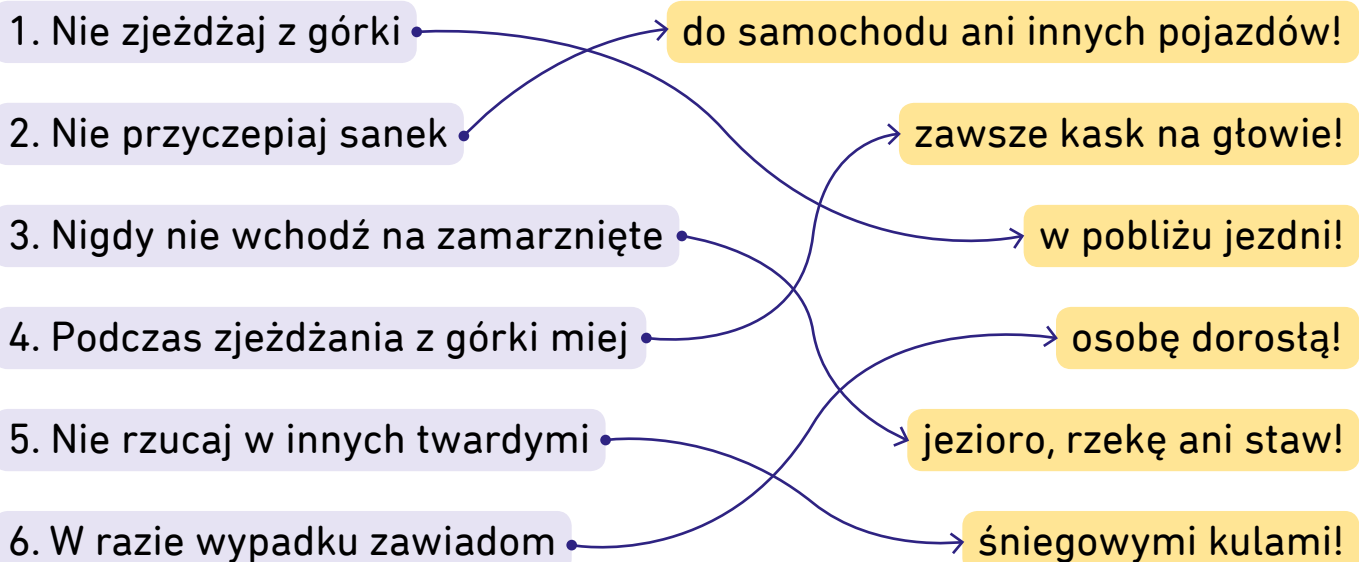 1. Nie zjeżdżaj z górki
do samochodu ani innych pojazdów!
2. Nie przyczepiaj sanek
zawsze kask na głowie!
3. Nigdy nie wchodź na zamarznięte
w pobliżu jezdni!
4. Podczas zjeżdżania z górki miej
osobę dorosłą!
5. Nie rzucaj w innych twardymi
jezioro, rzekę ani staw!
6. W razie wypadku zawiadom
śniegowymi kulami!